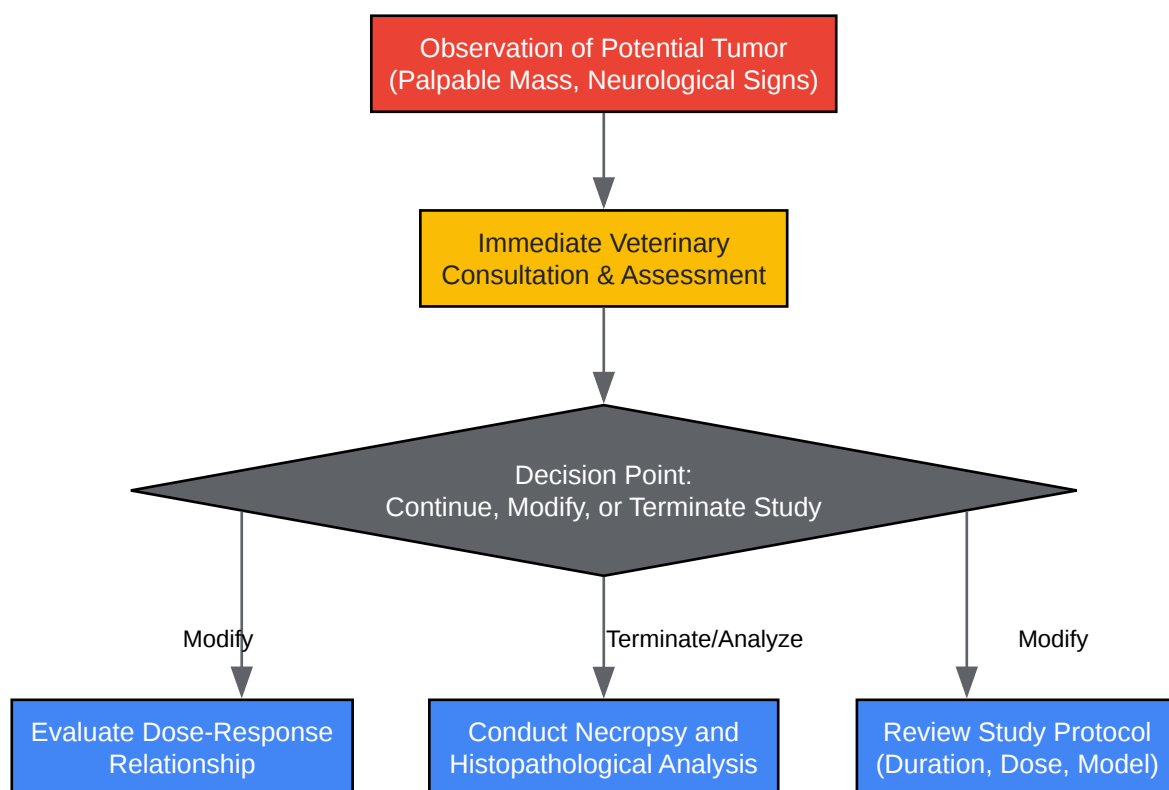 Observation of Potential Tumor
(Palpable Mass, Neurological Signs)
Immediate Veterinary
Consultation & Assessment
Decision Point:
Continue, Modify, or Terminate Study
Modify
Terminate/Analyze
Modify
Evaluate Dose-Response
Relationship
Conduct Necropsy and
Histopathological Analysis
Review Study Protocol
(Duration, Dose, Model)